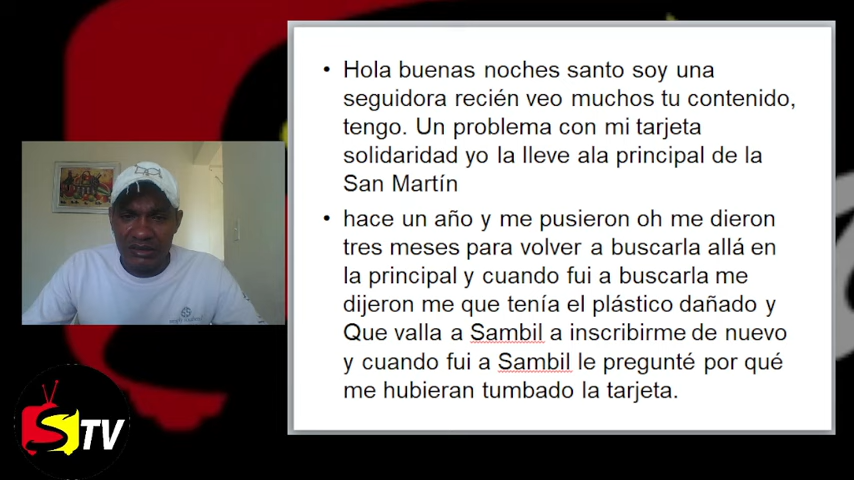 Hola buenas noches santo soy una
seguidora recién veo muchos tu contenido,
tengo. Un problema con mi tarjeta
solidaridad yo la lleve ala principal de la
San Martín
hace un año y me pusieron oh me dieron
tres meses para volver a buscarla allá en
la principal y cuando fui a buscarla me
dijeron me que tenía el plástico dañado y
Que valla a Sambil a inscribirme de nuevo
y cuando fui a Sambil le pregunté por qué
me hubieran tumbado la tarjeta.
STV